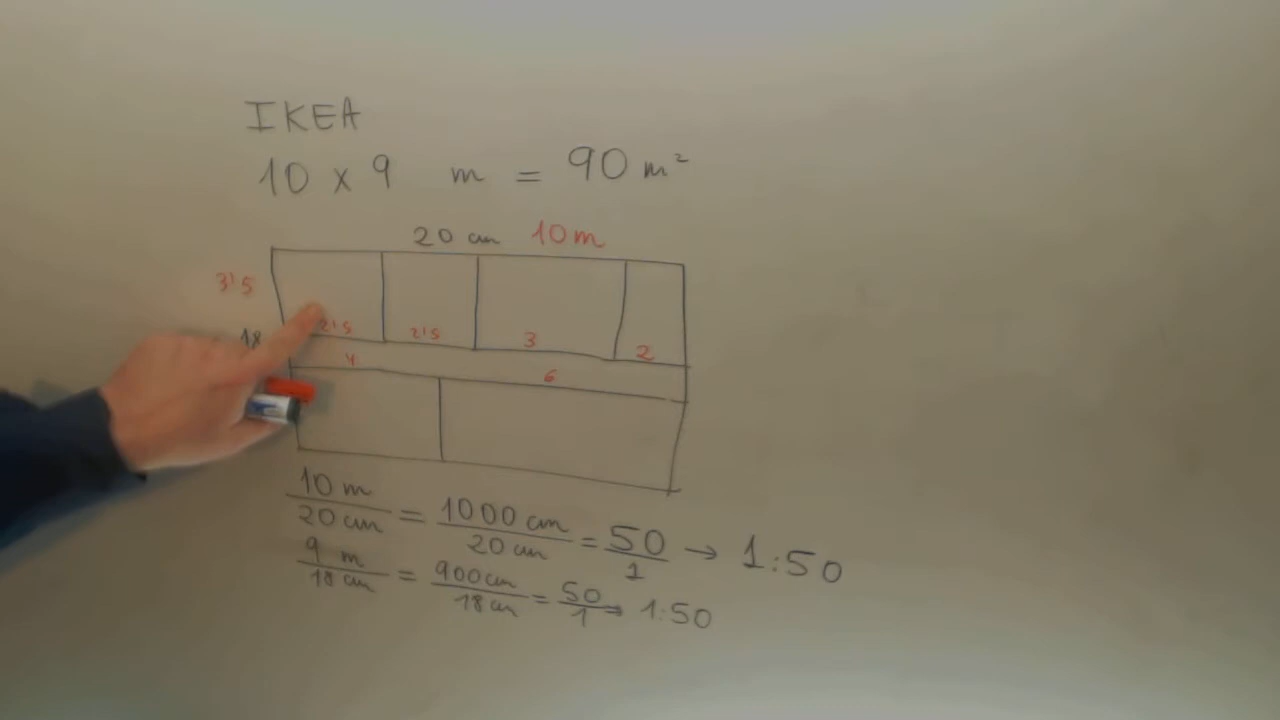 IKEA
10 x 9 m = 90 m²
20 cm 10m
3'5
18
2'5 2'5 3 2
4 6
10 m / 20 cm = 1000 cm / 20 cm = 50 / 1 → 1:50
9 m / 18 cm = 900 cm / 18 cm = 50 / 1 → 1:50